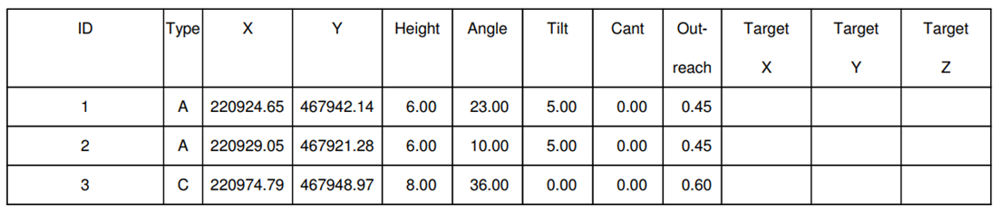 ID Type X Y Height Angle Tilt Cant Out- Target Target Target
reach X Y Z
1 A 220924.65 467942.14 6.00 23.00 5.00 0.00 0.45
2 A 220929.05 467921.28 6.00 10.00 5.00 0.00 0.45
3 C 220974.79 467948.97 8.00 36.00 0.00 0.00 0.60